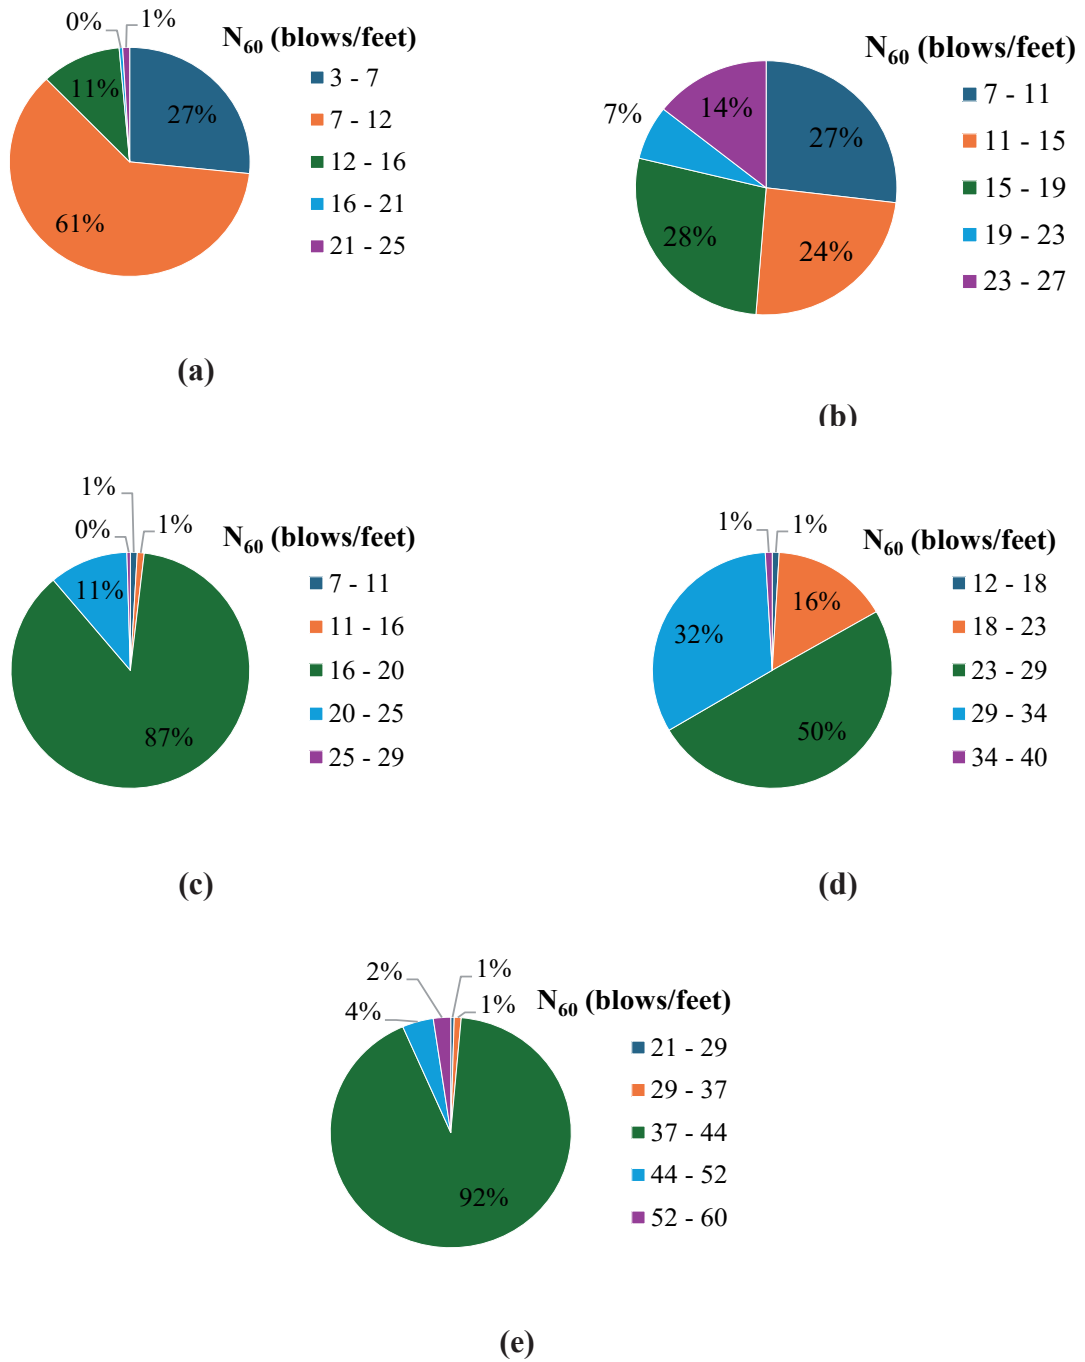 0% 1%
N60 (blows/feet)
3 - 7
7 - 12
12 - 16
16 - 21
21 - 25
11%
27%
61%
(a)
N60 (blows/feet)
7 - 11
11 - 15
15 - 19
19 - 23
23 - 27
7%
14%
27%
28%
24%
(b)
1%
0%
1%
N60 (blows/feet)
7 - 11
11 - 16
16 - 20
20 - 25
25 - 29
11%
87%
(c)
1% 1%
N60 (blows/feet)
12 - 18
18 - 23
23 - 29
29 - 34
34 - 40
16%
32%
50%
(d)
2% 1%
4%
1%
N60 (blows/feet)
21 - 29
29 - 37
37 - 44
44 - 52
52 - 60
92%
(e)